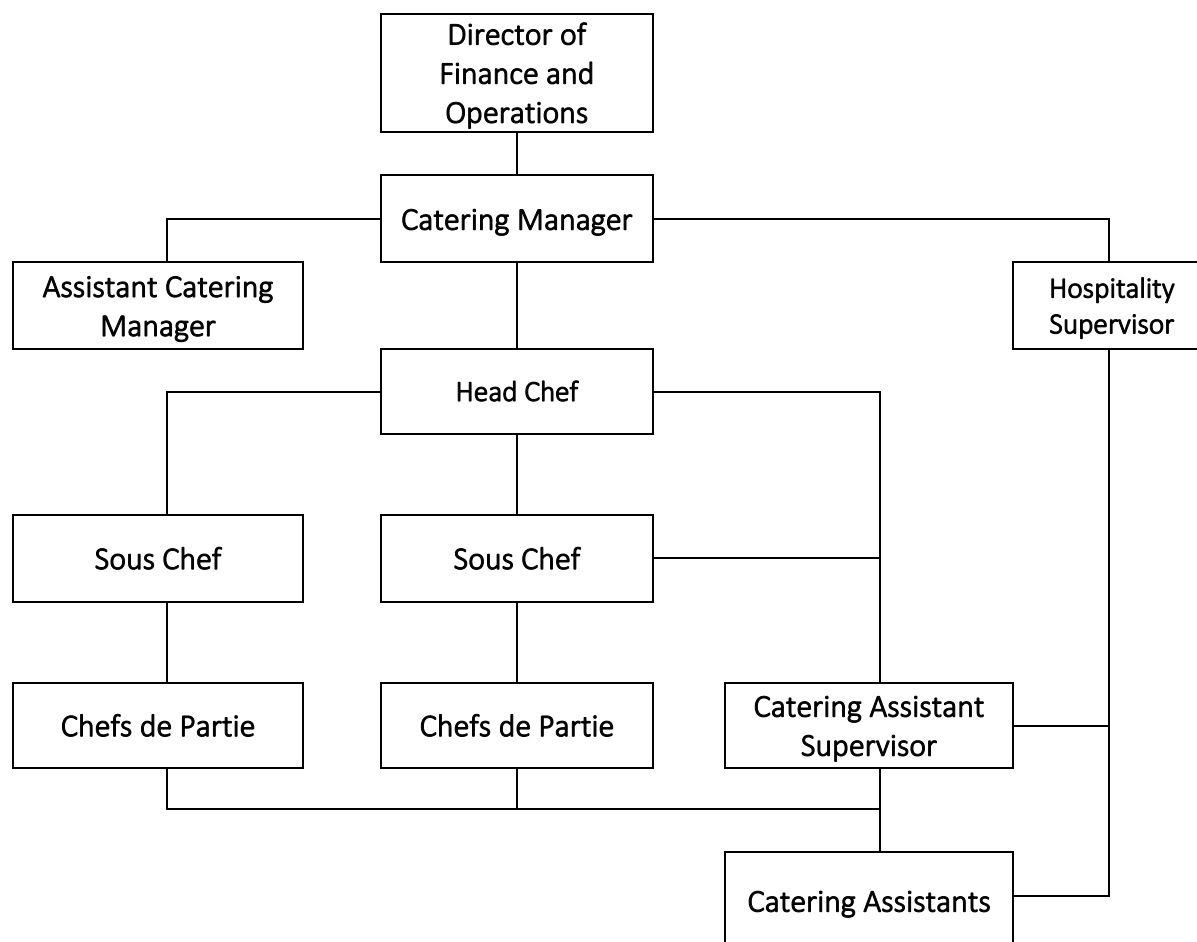 Director of
Finance and
Operations
Catering Manager
Assistant Catering
Manager
Hospitality
Supervisor
Head Chef
Sous Chef
Sous Chef
Chefs de Partie
Chefs de Partie
Catering Assistant
Supervisor
Catering Assistants